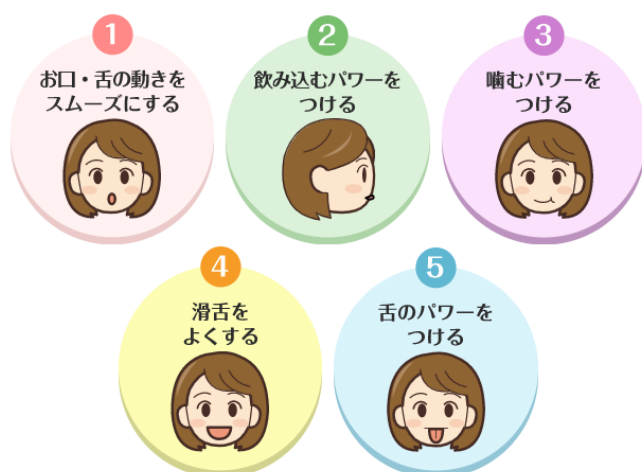 1
お口・舌の動きを
スムーズにする
2
飲み込むパワーを
つける
3
噛むパワーを
つける
4
滑舌を
よくする
5
舌のパワーを
つける